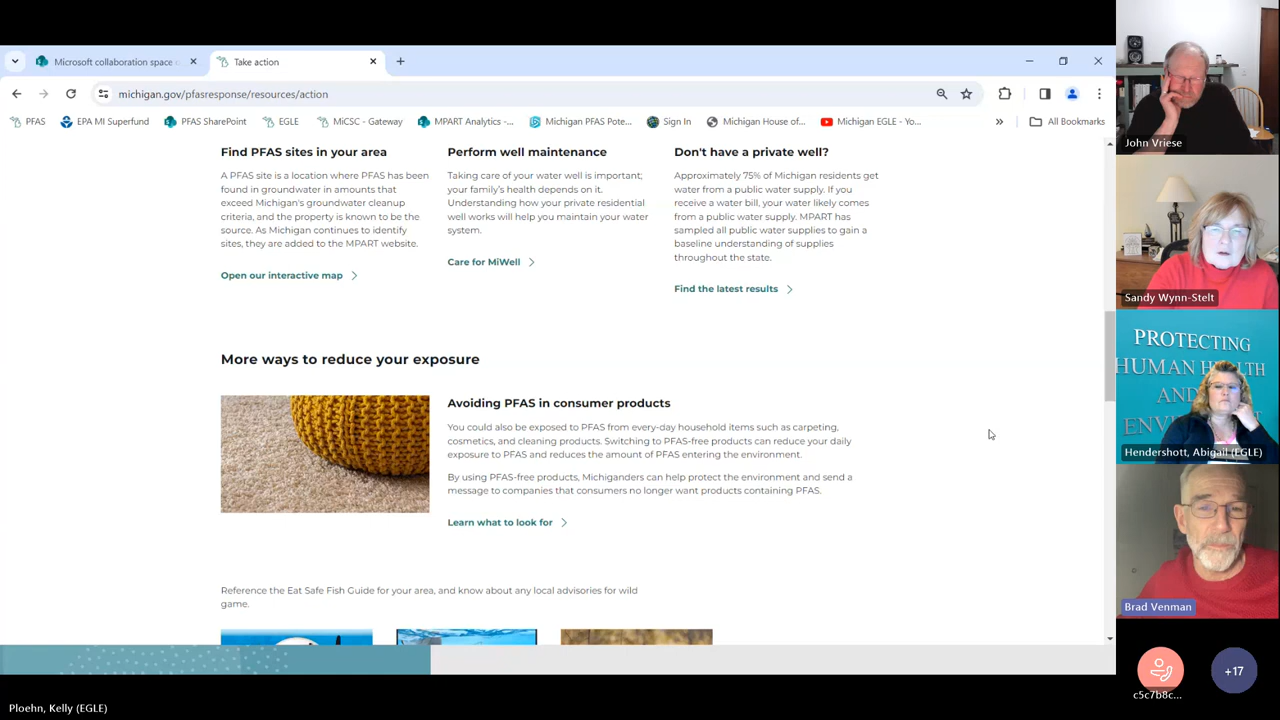 Microsoft collaboration space
Take action
michigan.gov/pfasresponse/resources/action
PFAS
EPA MI Superfund
PFAS SharePoint
EGLE
MiCSC - Gateway
MPART Analytics -...
Michigan PFAS Pote...
Sign In
Michigan House of...
Michigan EGLE - Yo...
All Bookmarks
Find PFAS sites in your area
A PFAS site is a location where PFAS has been
found in groundwater in amounts that
exceed Michigan's groundwater cleanup
criteria, and the property is known to be the
source. As Michigan continues to identify
sites, they are added to the MPART website.
Open our interactive map
Perform well maintenance
Taking care of your water well is important;
your family's health depends on it.
Understanding how your private residential
well works will help you maintain your water
system.
Care for MiWell
Don't have a private well?
Approximately 75% of Michigan residents get
water from a public water supply. If you
receive a water bill, your water likely comes
from a public water supply. MPART has
sampled all public water supplies to gain a
baseline understanding of supplies
throughout the state.
Find the latest results
More ways to reduce your exposure
Avoiding PFAS in consumer products
You could also be exposed to PFAS from every-day household items such as carpeting,
cosmetics, and cleaning products. Switching to PFAS-free products can reduce your daily
exposure to PFAS and reduces the amount of PFAS entering the environment.
By using PFAS-free products, Michiganders can help protect the environment and send a
message to companies that consumers no longer want products containing PFAS.
Learn what to look for
Reference the Eat Safe Fish Guide for your area, and know about any local advisories for wild
game.
John Vriese
Sandy Wynn-Stelt
PROTECTING
HUMAN HEALTH
AND
Hendershott, Abigail (EGLE)
Brad Venman
c5c7b8c...
+17
Ploehn, Kelly (EGLE)